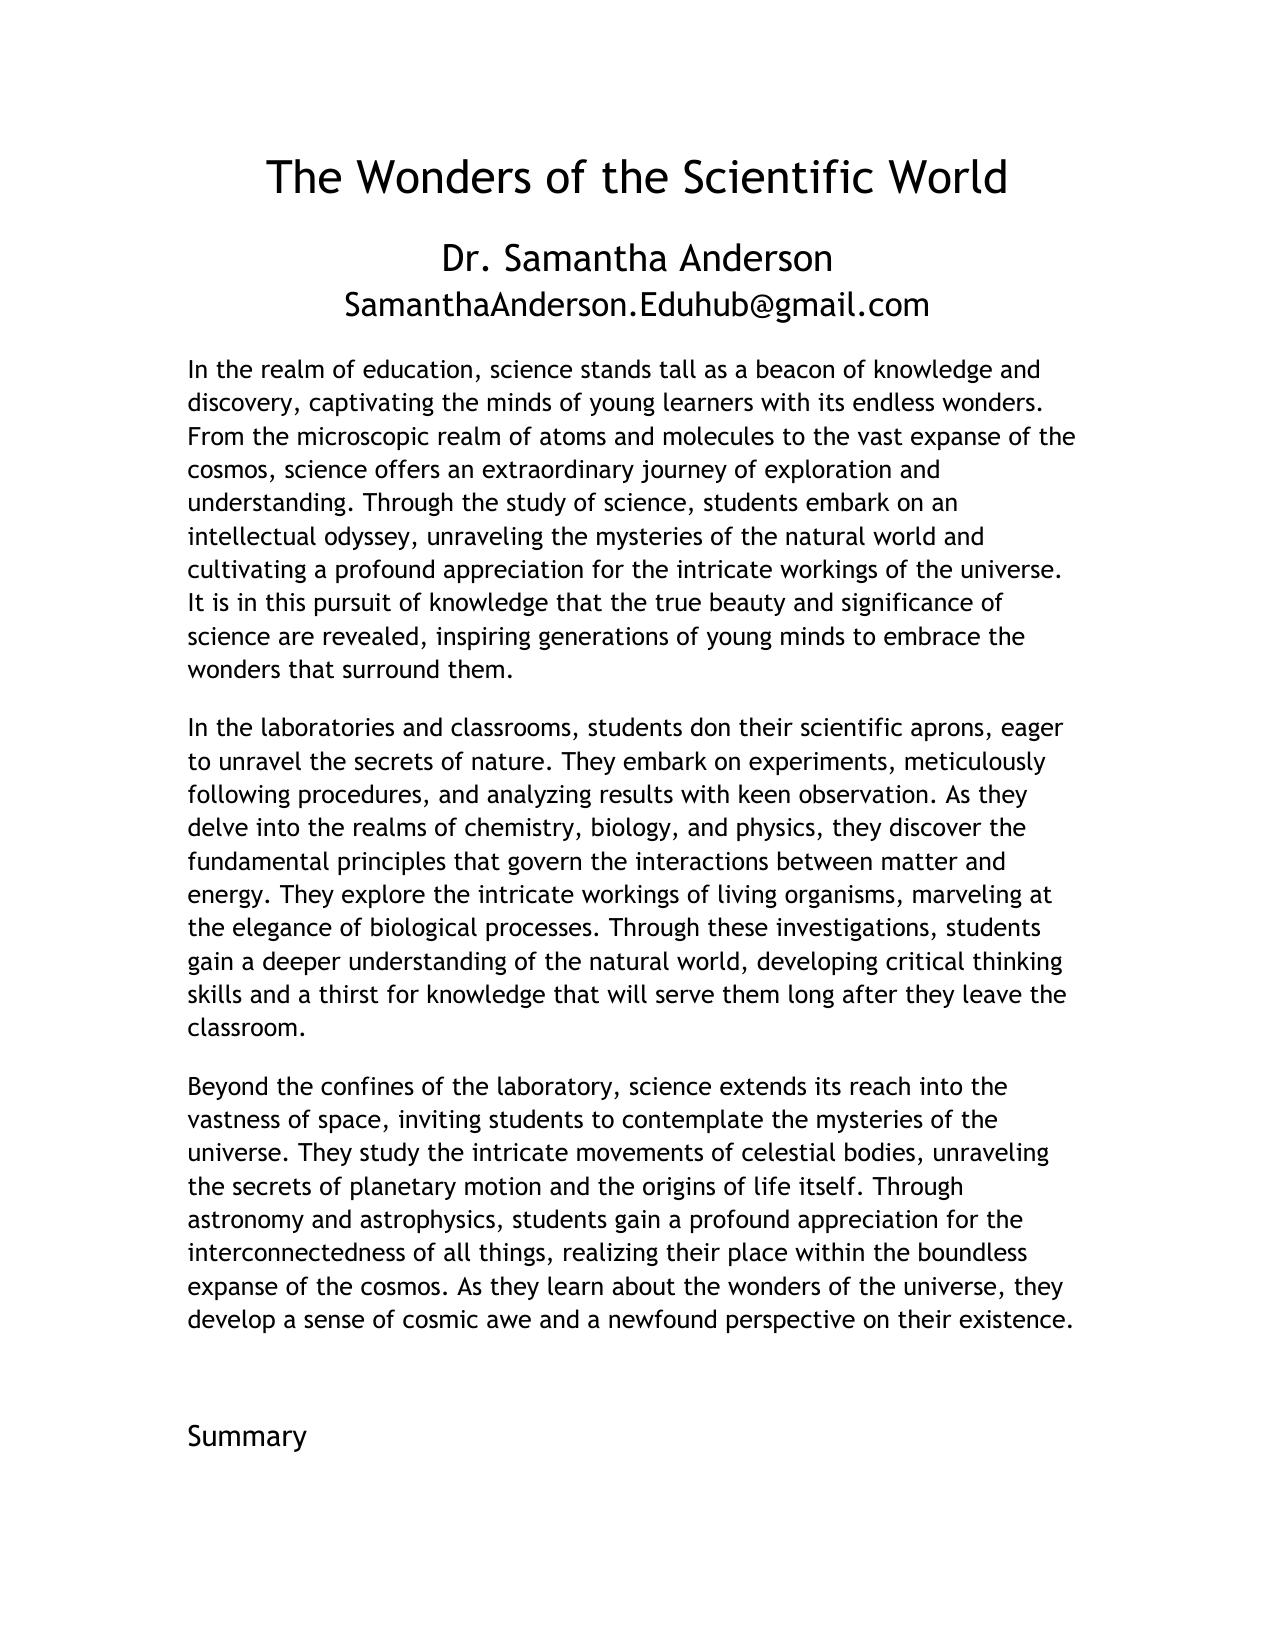 The Wonders of the Scientific World
Dr. Samantha Anderson
SamanthaAnderson.Eduhub@gmail.com
In the realm of education, science stands tall as a beacon of knowledge and
discovery, captivating the minds of young learners with its endless wonders.
From the microscopic realm of atoms and molecules to the vast expanse of the
cosmos, science offers an extraordinary journey of exploration and
understanding. Through the study of science, students embark on an
intellectual odyssey, unraveling the mysteries of the natural world and
cultivating a profound appreciation for the intricate workings of the universe.
It is in this pursuit of knowledge that the true beauty and significance of
science are revealed, inspiring generations of young minds to embrace the
wonders that surround them.
In the laboratories and classrooms, students don their scientific aprons, eager
to unravel the secrets of nature. They embark on experiments, meticulously
following procedures, and analyzing results with keen observation. As they
delve into the realms of chemistry, biology, and physics, they discover the
fundamental principles that govern the interactions between matter and
energy. They explore the intricate workings of living organisms, marveling at
the elegance of biological processes. Through these investigations, students
gain a deeper understanding of the natural world, developing critical thinking
skills and a thirst for knowledge that will serve them long after they leave the
classroom.
Beyond the confines of the laboratory, science extends its reach into the
vastness of space, inviting students to contemplate the mysteries of the
universe. They study the intricate movements of celestial bodies, unraveling
the secrets of planetary motion and the origins of life itself. Through
astronomy and astrophysics, students gain a profound appreciation for the
interconnectedness of all things, realizing their place within the boundless
expanse of the cosmos. As they learn about the wonders of the universe, they
develop a sense of cosmic awe and a newfound perspective on their existence.
Summary